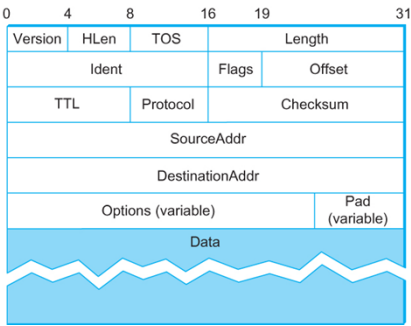 0 4 8 16 19 31
Version HLen TOS Length
Ident Flags Offset
TTL Protocol Checksum
SourceAddr
DestinationAddr
Options (variable) Pad
(variable)
Data